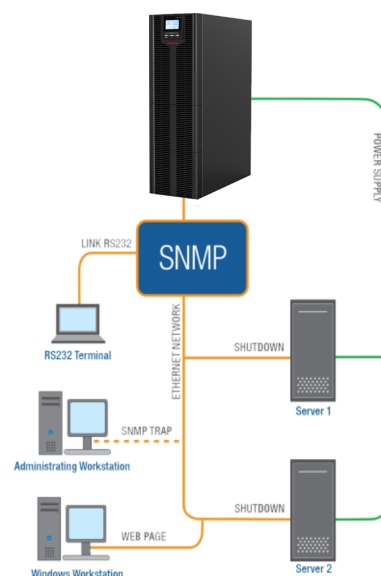 POWER SUPPLY
LINK RS232
SNMP
RS232 Terminal
ETHERNET NETWORK
SHUTDOWN
Server 1
SNMP TRAP
Administrating Workstation
SHUTDOWN
WEB PAGE
Server 2
Windows Workstation